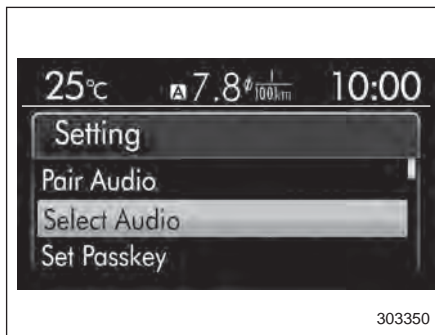 25°C A 7.8 ø l/100km 10:00
Setting
Pair Audio
Select Audio
Set Passkey
303350